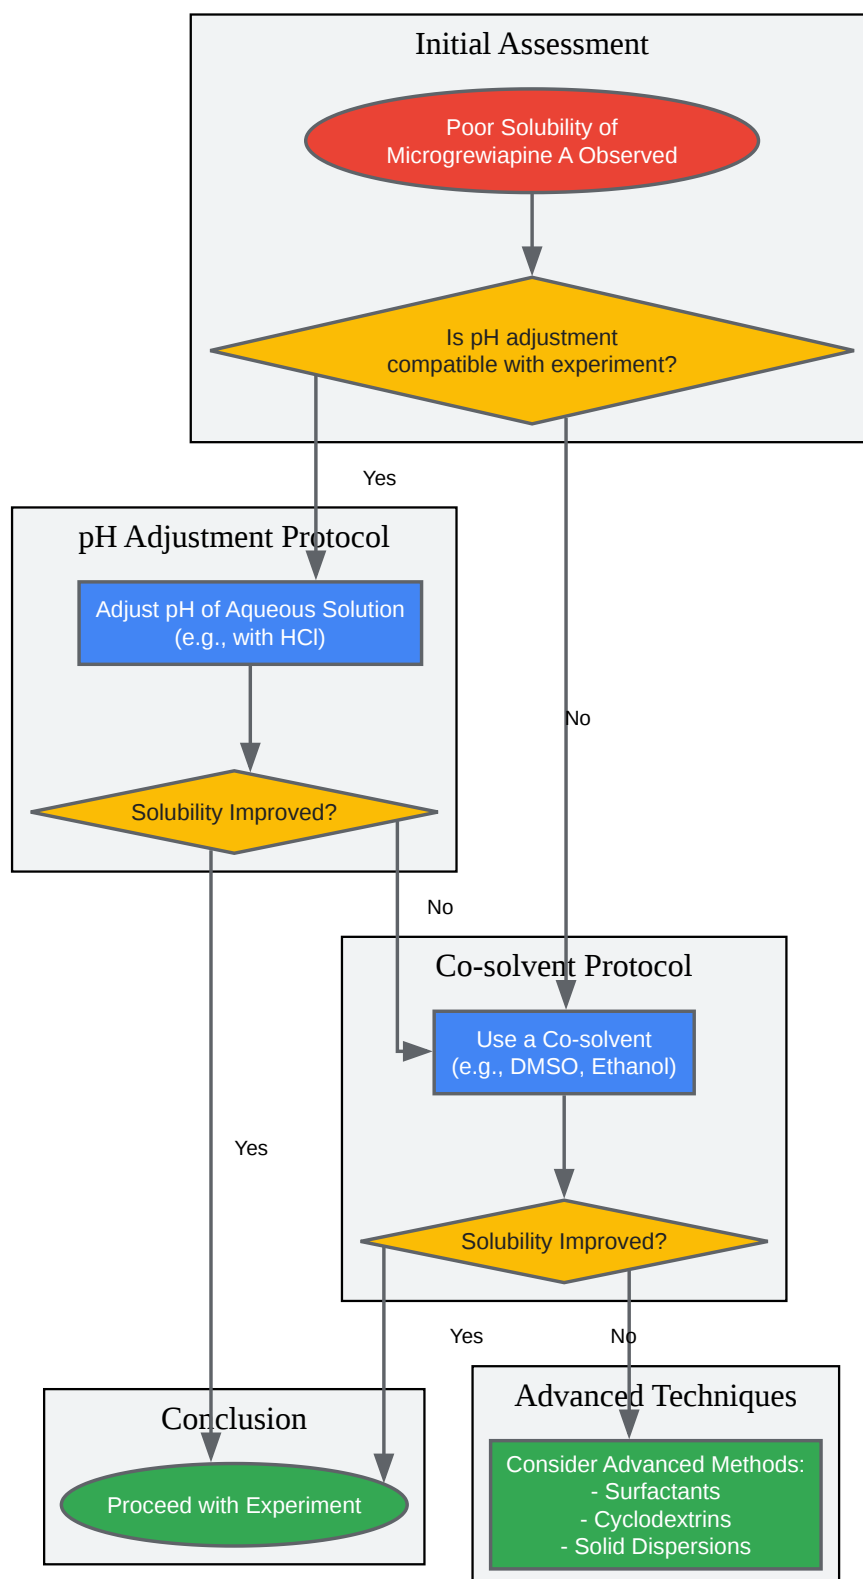 Initial Assessment
Poor Solubility of
Microgrewiapine A Observed
Is pH adjustment
compatible with experiment?
Yes
pH Adjustment Protocol
Adjust pH of Aqueous Solution
(e.g., with HCl)
No
Solubility Improved?
No
Co-solvent Protocol
Use a Co-solvent
(e.g., DMSO, Ethanol)
Yes
Solubility Improved?
Yes
No
Conclusion
Proceed with Experiment
Advanced Techniques
Consider Advanced Methods:
- Surfactants
- Cyclodextrins
- Solid Dispersions